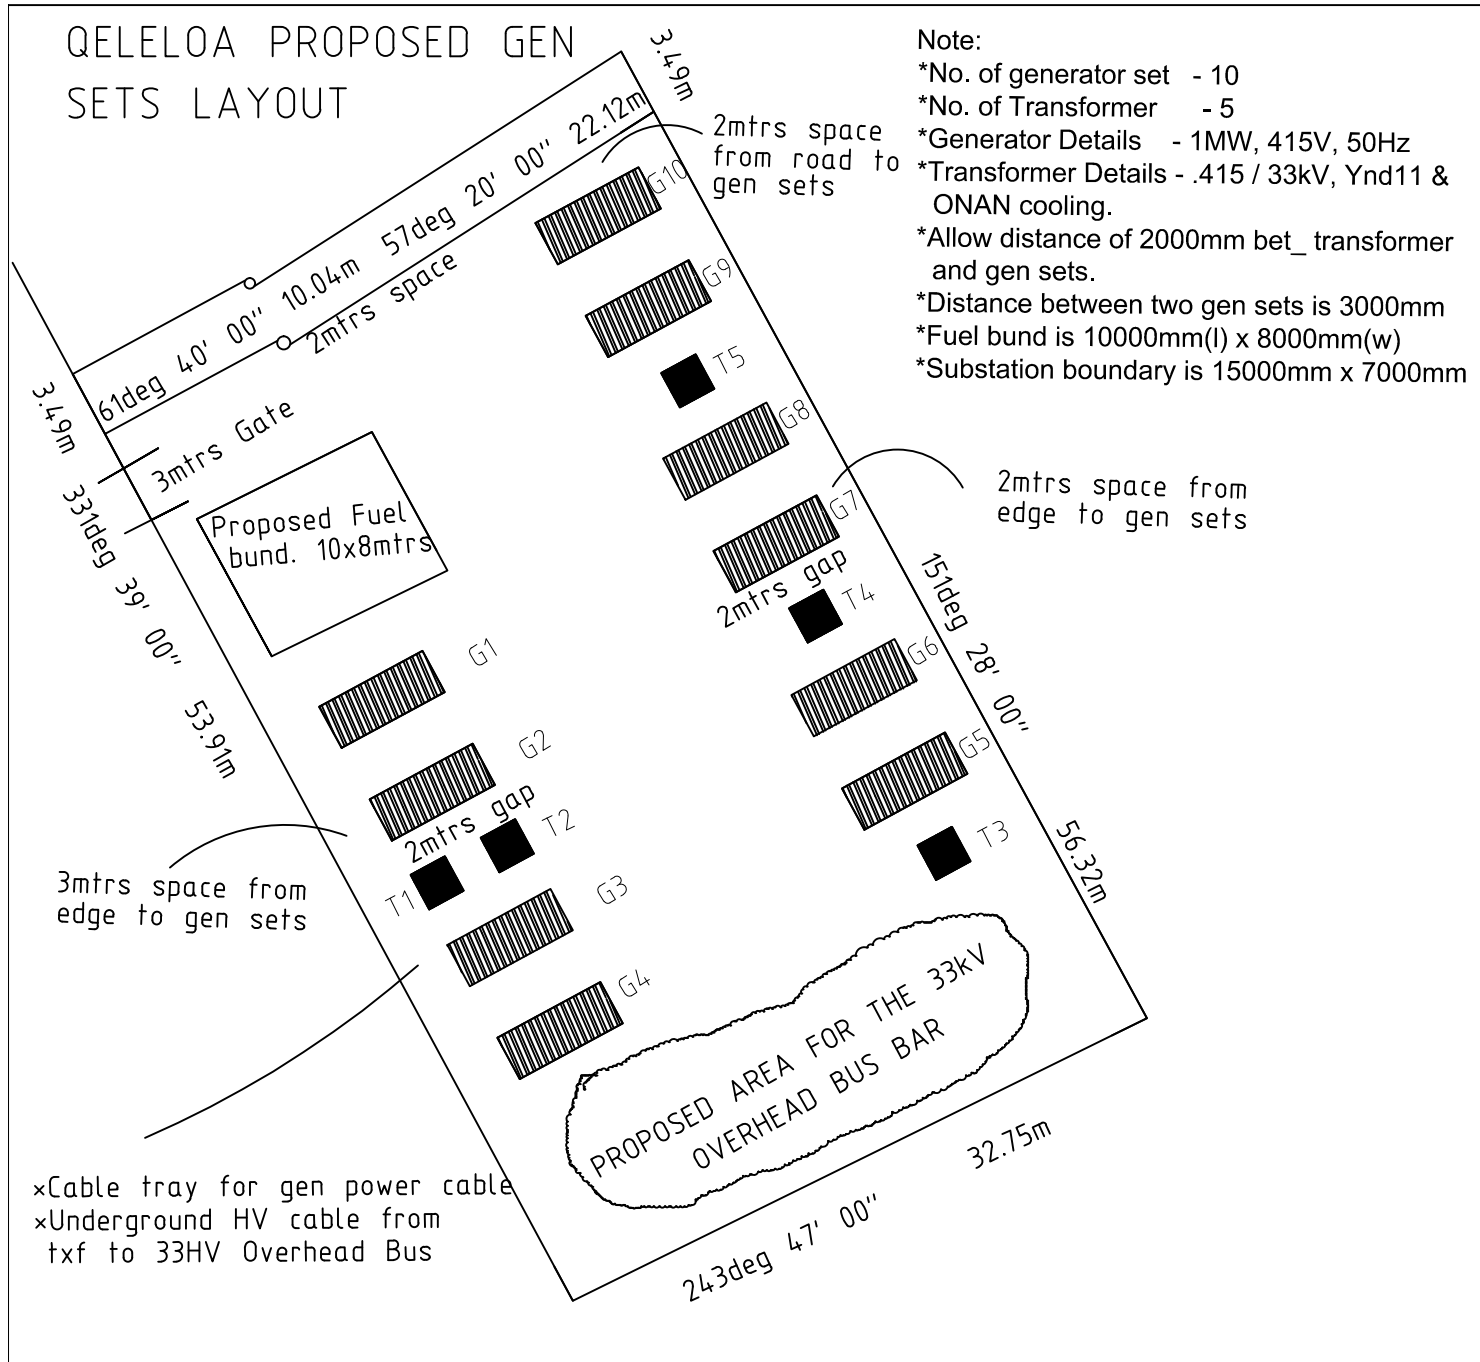 QELELOA PROPOSED GEN
SETS LAYOUT
Note:
*No. of generator set - 10
*No. of Transformer - 5
*Generator Details - 1MW, 415V, 50Hz
*Transformer Details - .415 / 33kV, Ynd11 &
ONAN cooling.
*Allow distance of 2000mm bet_ transformer
and gen sets.
*Distance between two gen sets is 3000mm
*Fuel bund is 10000mm(l) x 8000mm(w)
*Substation boundary is 15000mm x 7000mm
3.49m
57deg 20' 00" 22.12m
61deg 40' 00" 10.04m
2mtrs space
2mtrs space
from road to
gen sets
G10
G9
T5
G8
G7
2mtrs gap
T4
G6
G5
T3
2mtrs space from
edge to gen sets
151deg 28' 00"
56.32m
3.49m
3mtrs Gate
331deg 39' 00" 53.91m
Proposed Fuel
bund. 10x8mtrs
G1
G2
2mtrs gap
T2
T1
G3
G4
3mtrs space from
edge to gen sets
PROPOSED AREA FOR THE 33kV
OVERHEAD BUS BAR
×Cable tray for gen power cable
×Underground HV cable from
txf to 33HV Overhead Bus
243deg 47' 00"
32.75m